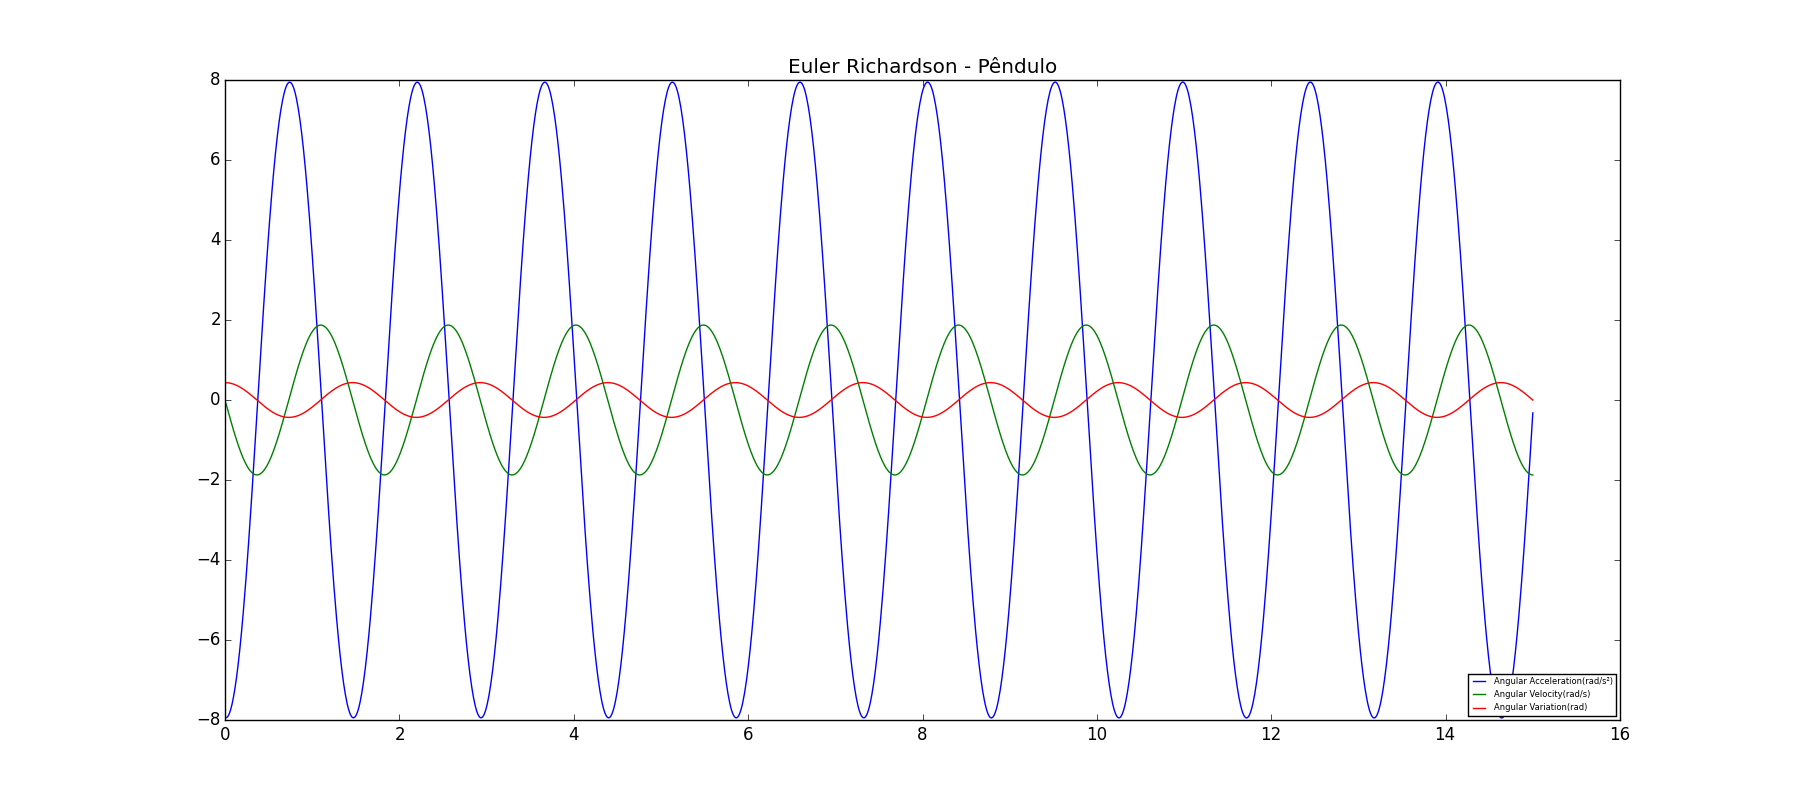 Euler Richardson - Pêndulo
8
6
4
2
0
−2
−4
−6
−8
0 2 4 6 8 10 12 14 16
Angular Acceleration(rad/s²)
Angular Velocity(rad/s)
Angular Variation(rad)